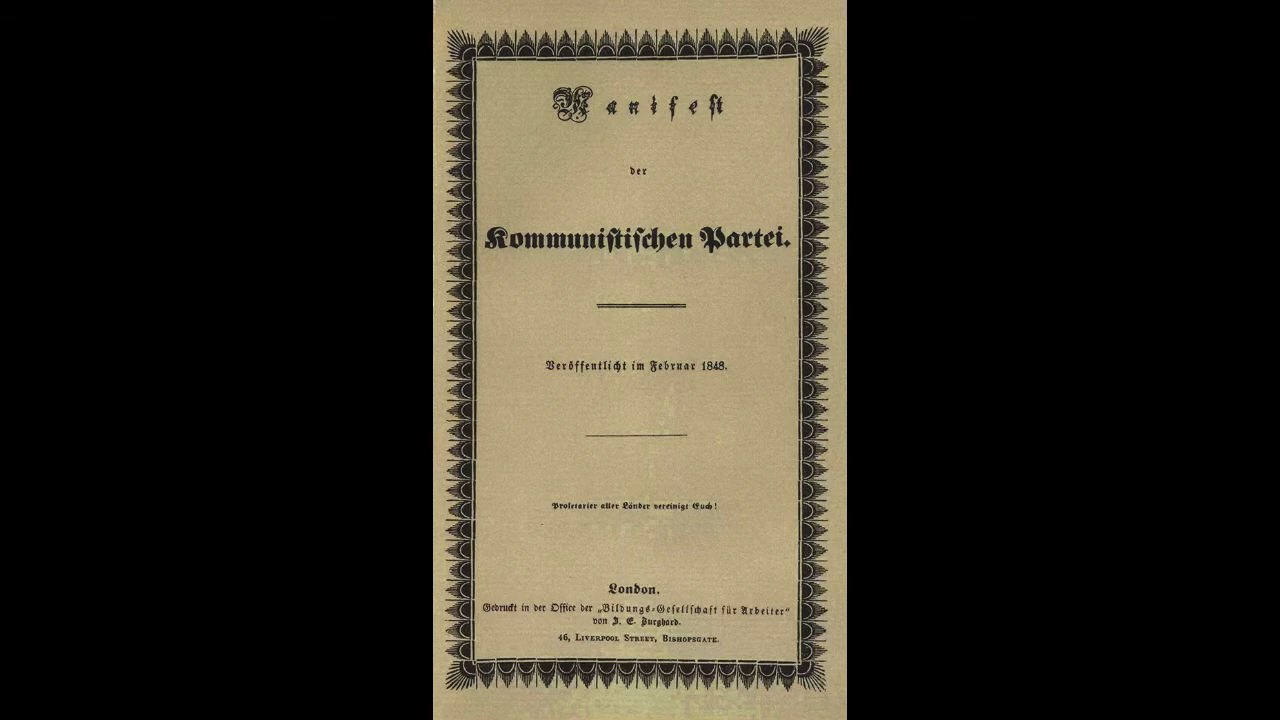 Manifest
der
Kommunistischen Partei.
Veröffentlicht im Februar 1848.
Proletarier aller Länder vereinigt Euch!
London.
Gedruckt in der Office der „Bildungs-Gesellschaft für Arbeiter“
von J. E. Burghard.
46, LIVERPOOL STREET, BISHOPSGATE.